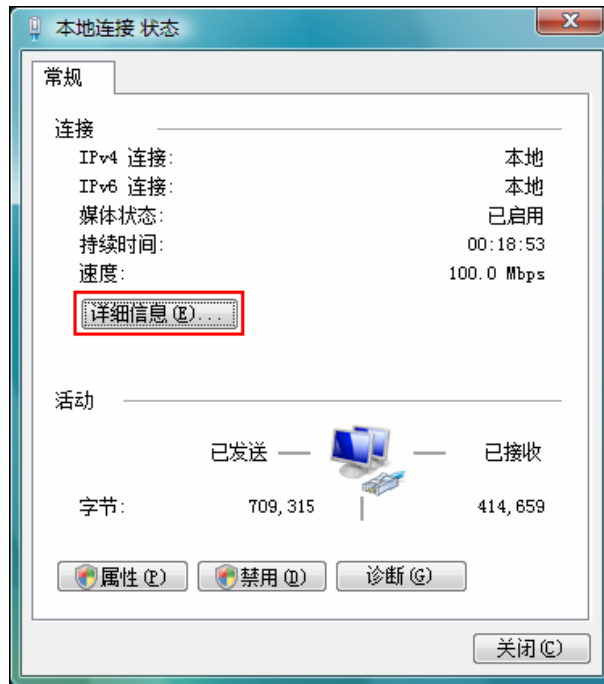 本地连接 状态
常规
连接
IPv4 连接: 本地
IPv6 连接: 本地
媒体状态: 已启用
持续时间: 00:18:53
速度: 100.0 Mbps
详细信息(E)...
活动
已发送 — — 已接收
字节: 709,315 | 414,659
属性(P) 禁用(D) 诊断(G)
关闭(C)